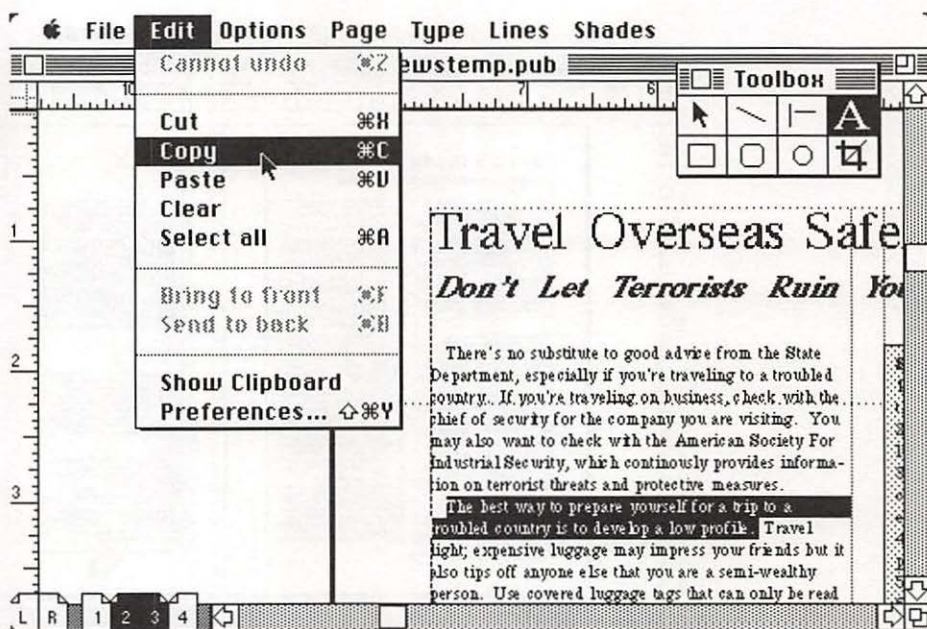 File Edit Options Page Type Lines Shades
Cannot undo ⌘Z
Cut ⌘X
Copy ⌘C
Paste ⌘V
Clear
Select all ⌘A
Bring to front ⌘F
Send to back ⌘B
Show Clipboard
Preferences... ⇧⌘Y
ewstemp.pub
Toolbox
A
10 7 6
1
2
3
Travel Overseas Safe
Don't Let Terrorists Ruin You
There's no substitute to good advice from the State
Department, especially if you're traveling to a troubled
country. If you're traveling on business, check with the
chief of security for the company you are visiting. You
may also want to check with the American Society For
Industrial Security, which continously provides informa-
tion on terrorist threats and protective measures.
The best way to prepare yourself for a trip to a
troubled country is to develop a low profile. Travel
light; expensive luggage may impress your friends but it
also tips off anyone else that you are a semi-wealthy
person. Use covered luggage tags that can only be read
L R 1 2 3 4